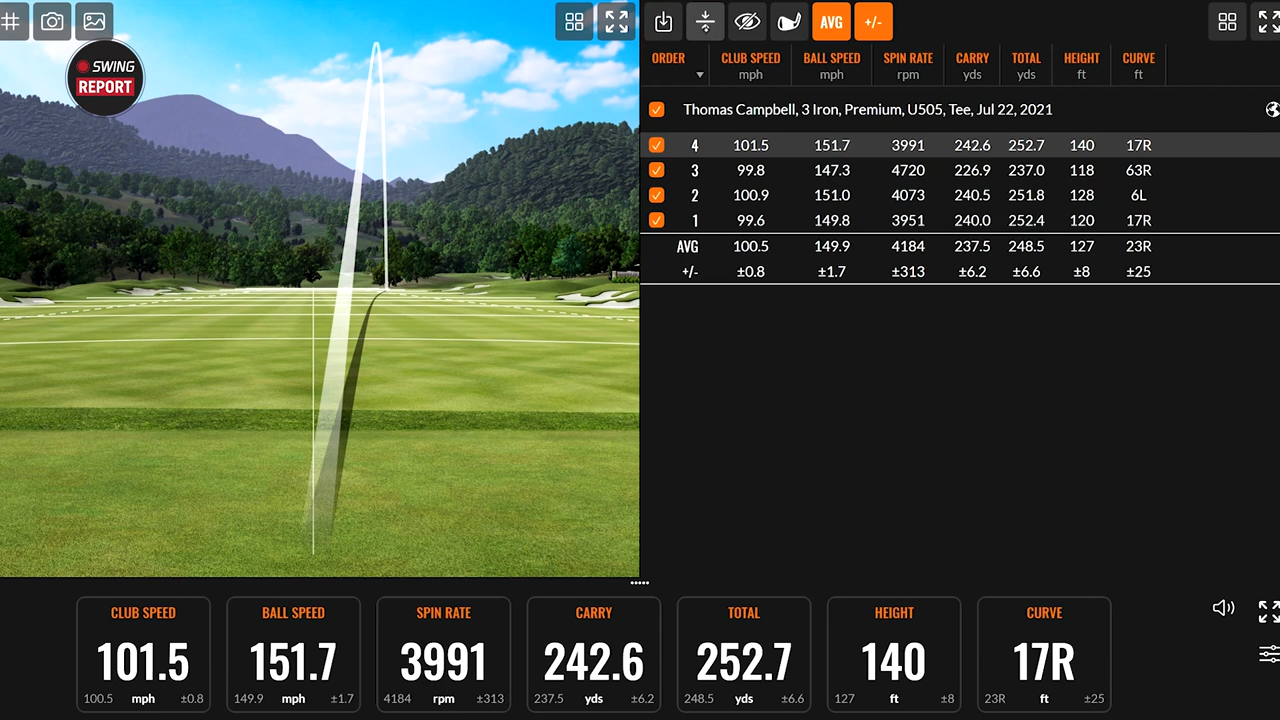 SWING
REPORT
AVG +/-
ORDER CLUB SPEED BALL SPEED SPIN RATE CARRY TOTAL HEIGHT CURVE
mph mph rpm yds yds ft ft
Thomas Campbell, 3 Iron, Premium, U505, Tee, Jul 22, 2021
4 101.5 151.7 3991 242.6 252.7 140 17R
3 99.8 147.3 4720 226.9 237.0 118 63R
2 100.9 151.0 4073 240.5 251.8 128 6L
1 99.6 149.8 3951 240.0 252.4 120 17R
AVG 100.5 149.9 4184 237.5 248.5 127 23R
+/- ±0.8 ±1.7 ±313 ±6.2 ±6.6 ±8 ±25
CLUB SPEED BALL SPEED SPIN RATE CARRY TOTAL HEIGHT CURVE
101.5 151.7 3991 242.6 252.7 140 17R
100.5 mph ±0.8 149.9 mph ±1.7 4184 rpm ±313 237.5 yds ±6.2 248.5 yds ±6.6 127 ft ±8 23R ft ±25